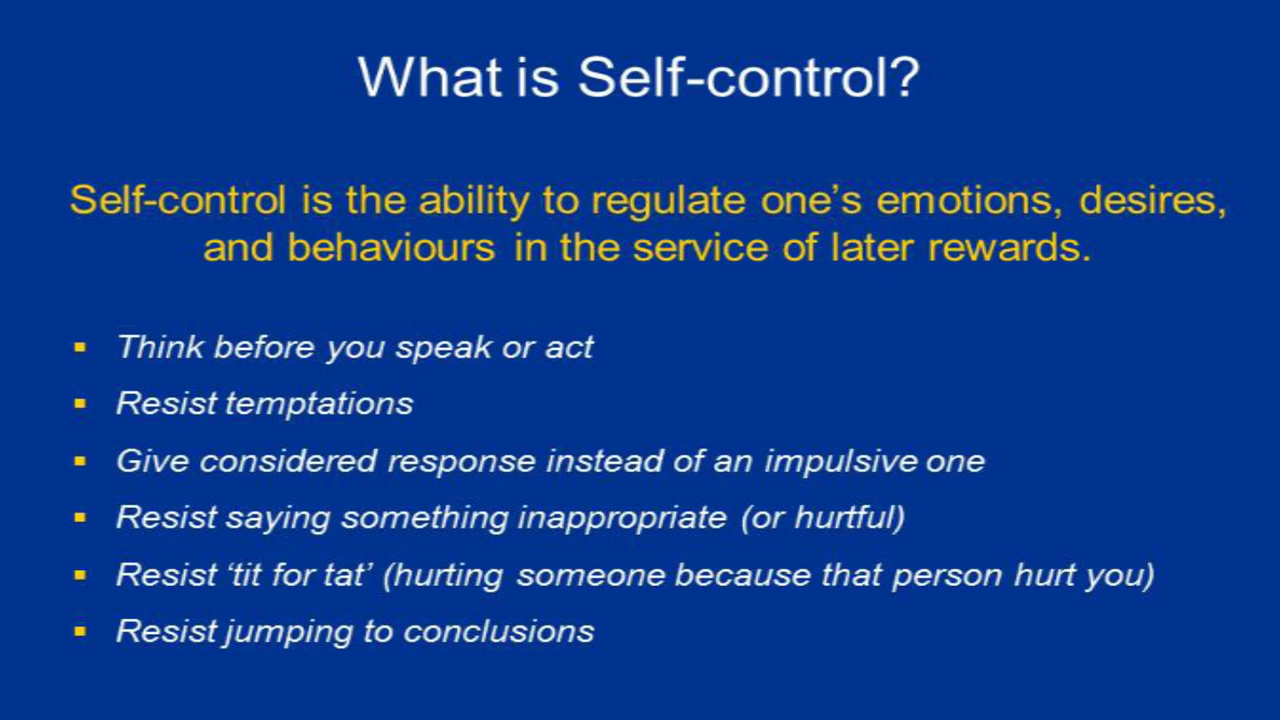 What is Self-control?
Self-control is the ability to regulate one’s emotions, desires,
and behaviours in the service of later rewards.
▪ Think before you speak or act
▪ Resist temptations
▪ Give considered response instead of an impulsive one
▪ Resist saying something inappropriate (or hurtful)
▪ Resist ‘tit for tat’ (hurting someone because that person hurt you)
▪ Resist jumping to conclusions